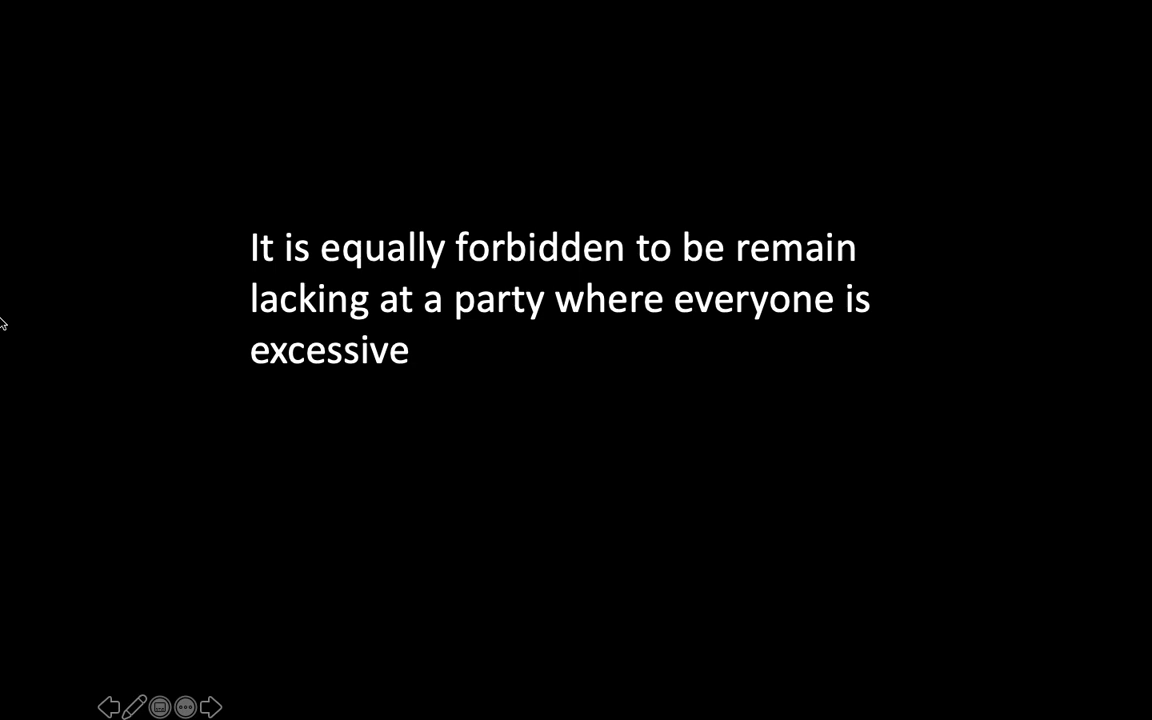 It is equally forbidden to be remain
lacking at a party where everyone is
excessive